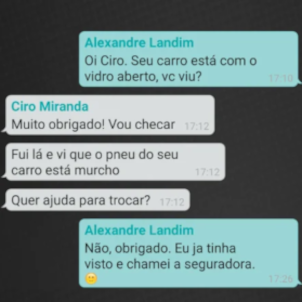 Alexandre Landim
Oi Ciro. Seu carro está com o
vidro aberto, vc viu?
17:10
Ciro Miranda
Muito obrigado! Vou checar 17:12
Fui lá e vi que o pneu do seu
carro está murcho 17:12
Quer ajuda para trocar? 17:12
Alexandre Landim
Não, obrigado. Eu ja tinha
visto e chamei a seguradora.
17:26